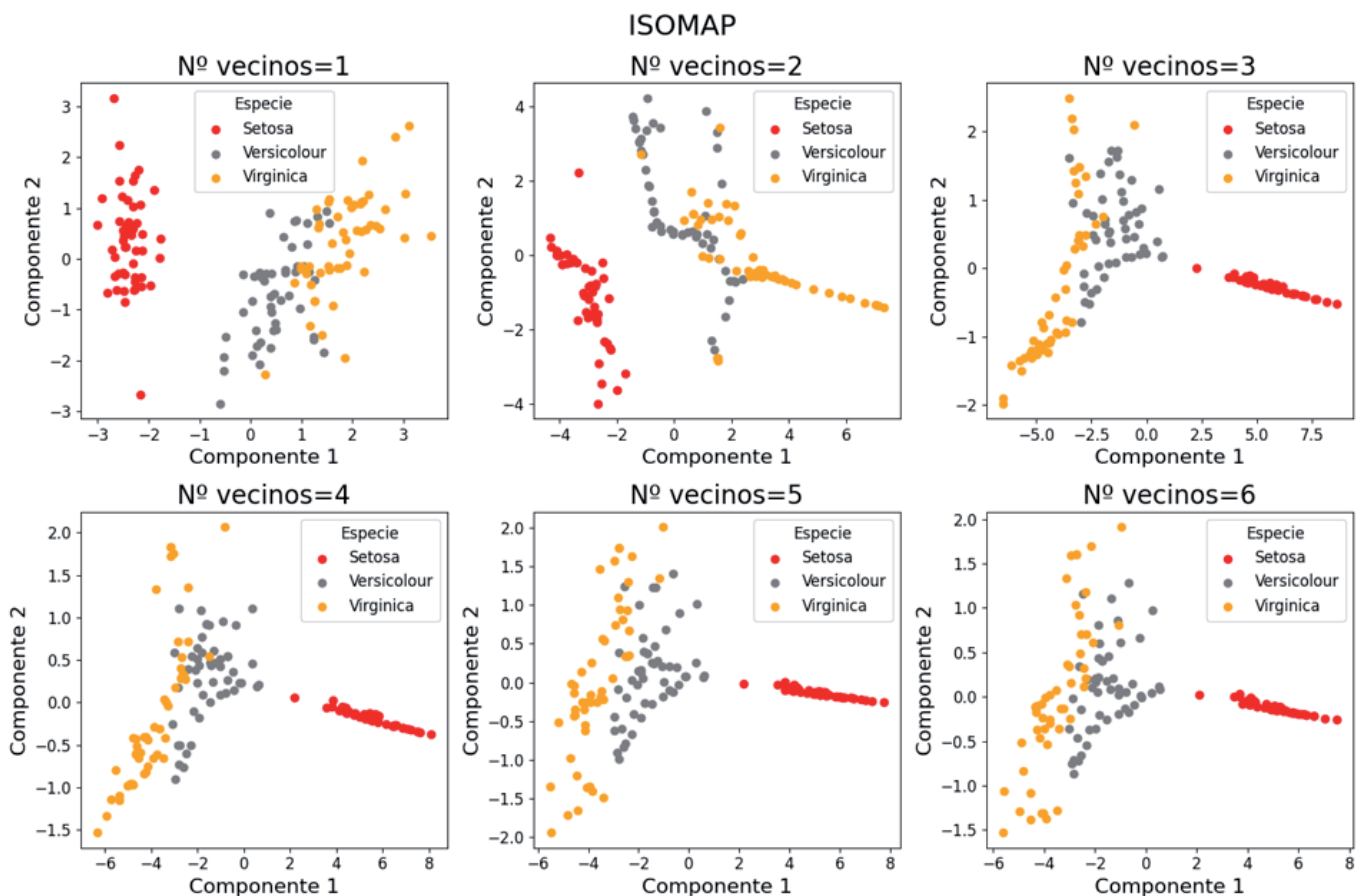 ISOMAP
Nº vecinos=1
Componente 2
3
2
1
0
−1
−2
−3
Especie
Setosa
Versicolour
Virginica
−3
−2
−1
0
1
2
3
Componente 1
Nº vecinos=2
Componente 2
4
2
0
−2
−4
Especie
Setosa
Versicolour
Virginica
−4
−2
0
2
4
6
Componente 1
Nº vecinos=3
Componente 2
2
1
0
−1
−2
Especie
Setosa
Versicolour
Virginica
−5.0
−2.5
0.0
2.5
5.0
7.5
Componente 1
Nº vecinos=4
Componente 2
2.0
1.5
1.0
0.5
0.0
−0.5
−1.0
−1.5
Especie
Setosa
Versicolour
Virginica
−6
−4
−2
0
2
4
6
8
Componente 1
Nº vecinos=5
Componente 2
2.0
1.5
1.0
0.5
0.0
−0.5
−1.0
−1.5
−2.0
Especie
Setosa
Versicolour
Virginica
−6
−4
−2
0
2
4
6
8
Componente 1
Nº vecinos=6
Componente 2
2.0
1.5
1.0
0.5
0.0
−0.5
−1.0
−1.5
Especie
Setosa
Versicolour
Virginica
−6
−4
−2
0
2
4
6
8
Componente 1